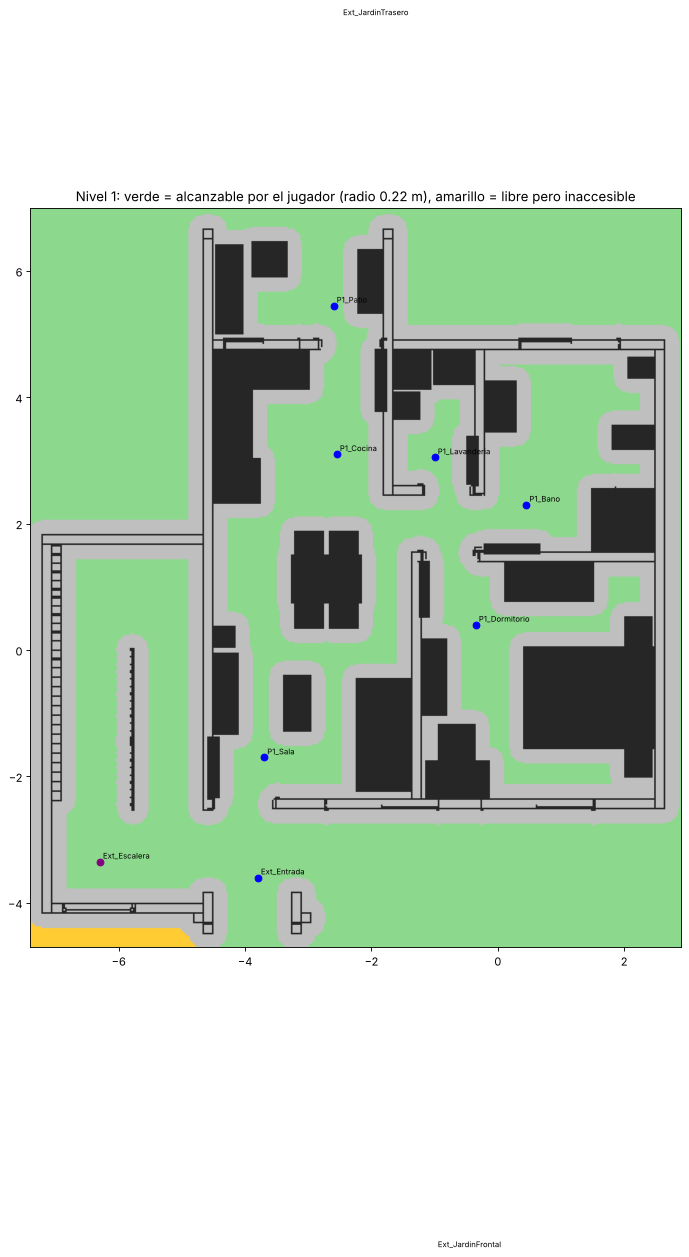 Ext_JardinTrasero
Nivel 1: verde = alcanzable por el jugador (radio 0.22 m), amarillo = libre pero inaccesible
6
P1_Patio
4
P1_Cocina
P1_Lavanderia
P1_Bano
2
P1_Dormitorio
0
P1_Sala
−2
Ext_Escalera
Ext_Entrada
−4
−6
−4
−2
0
2
Ext_JardinFrontal